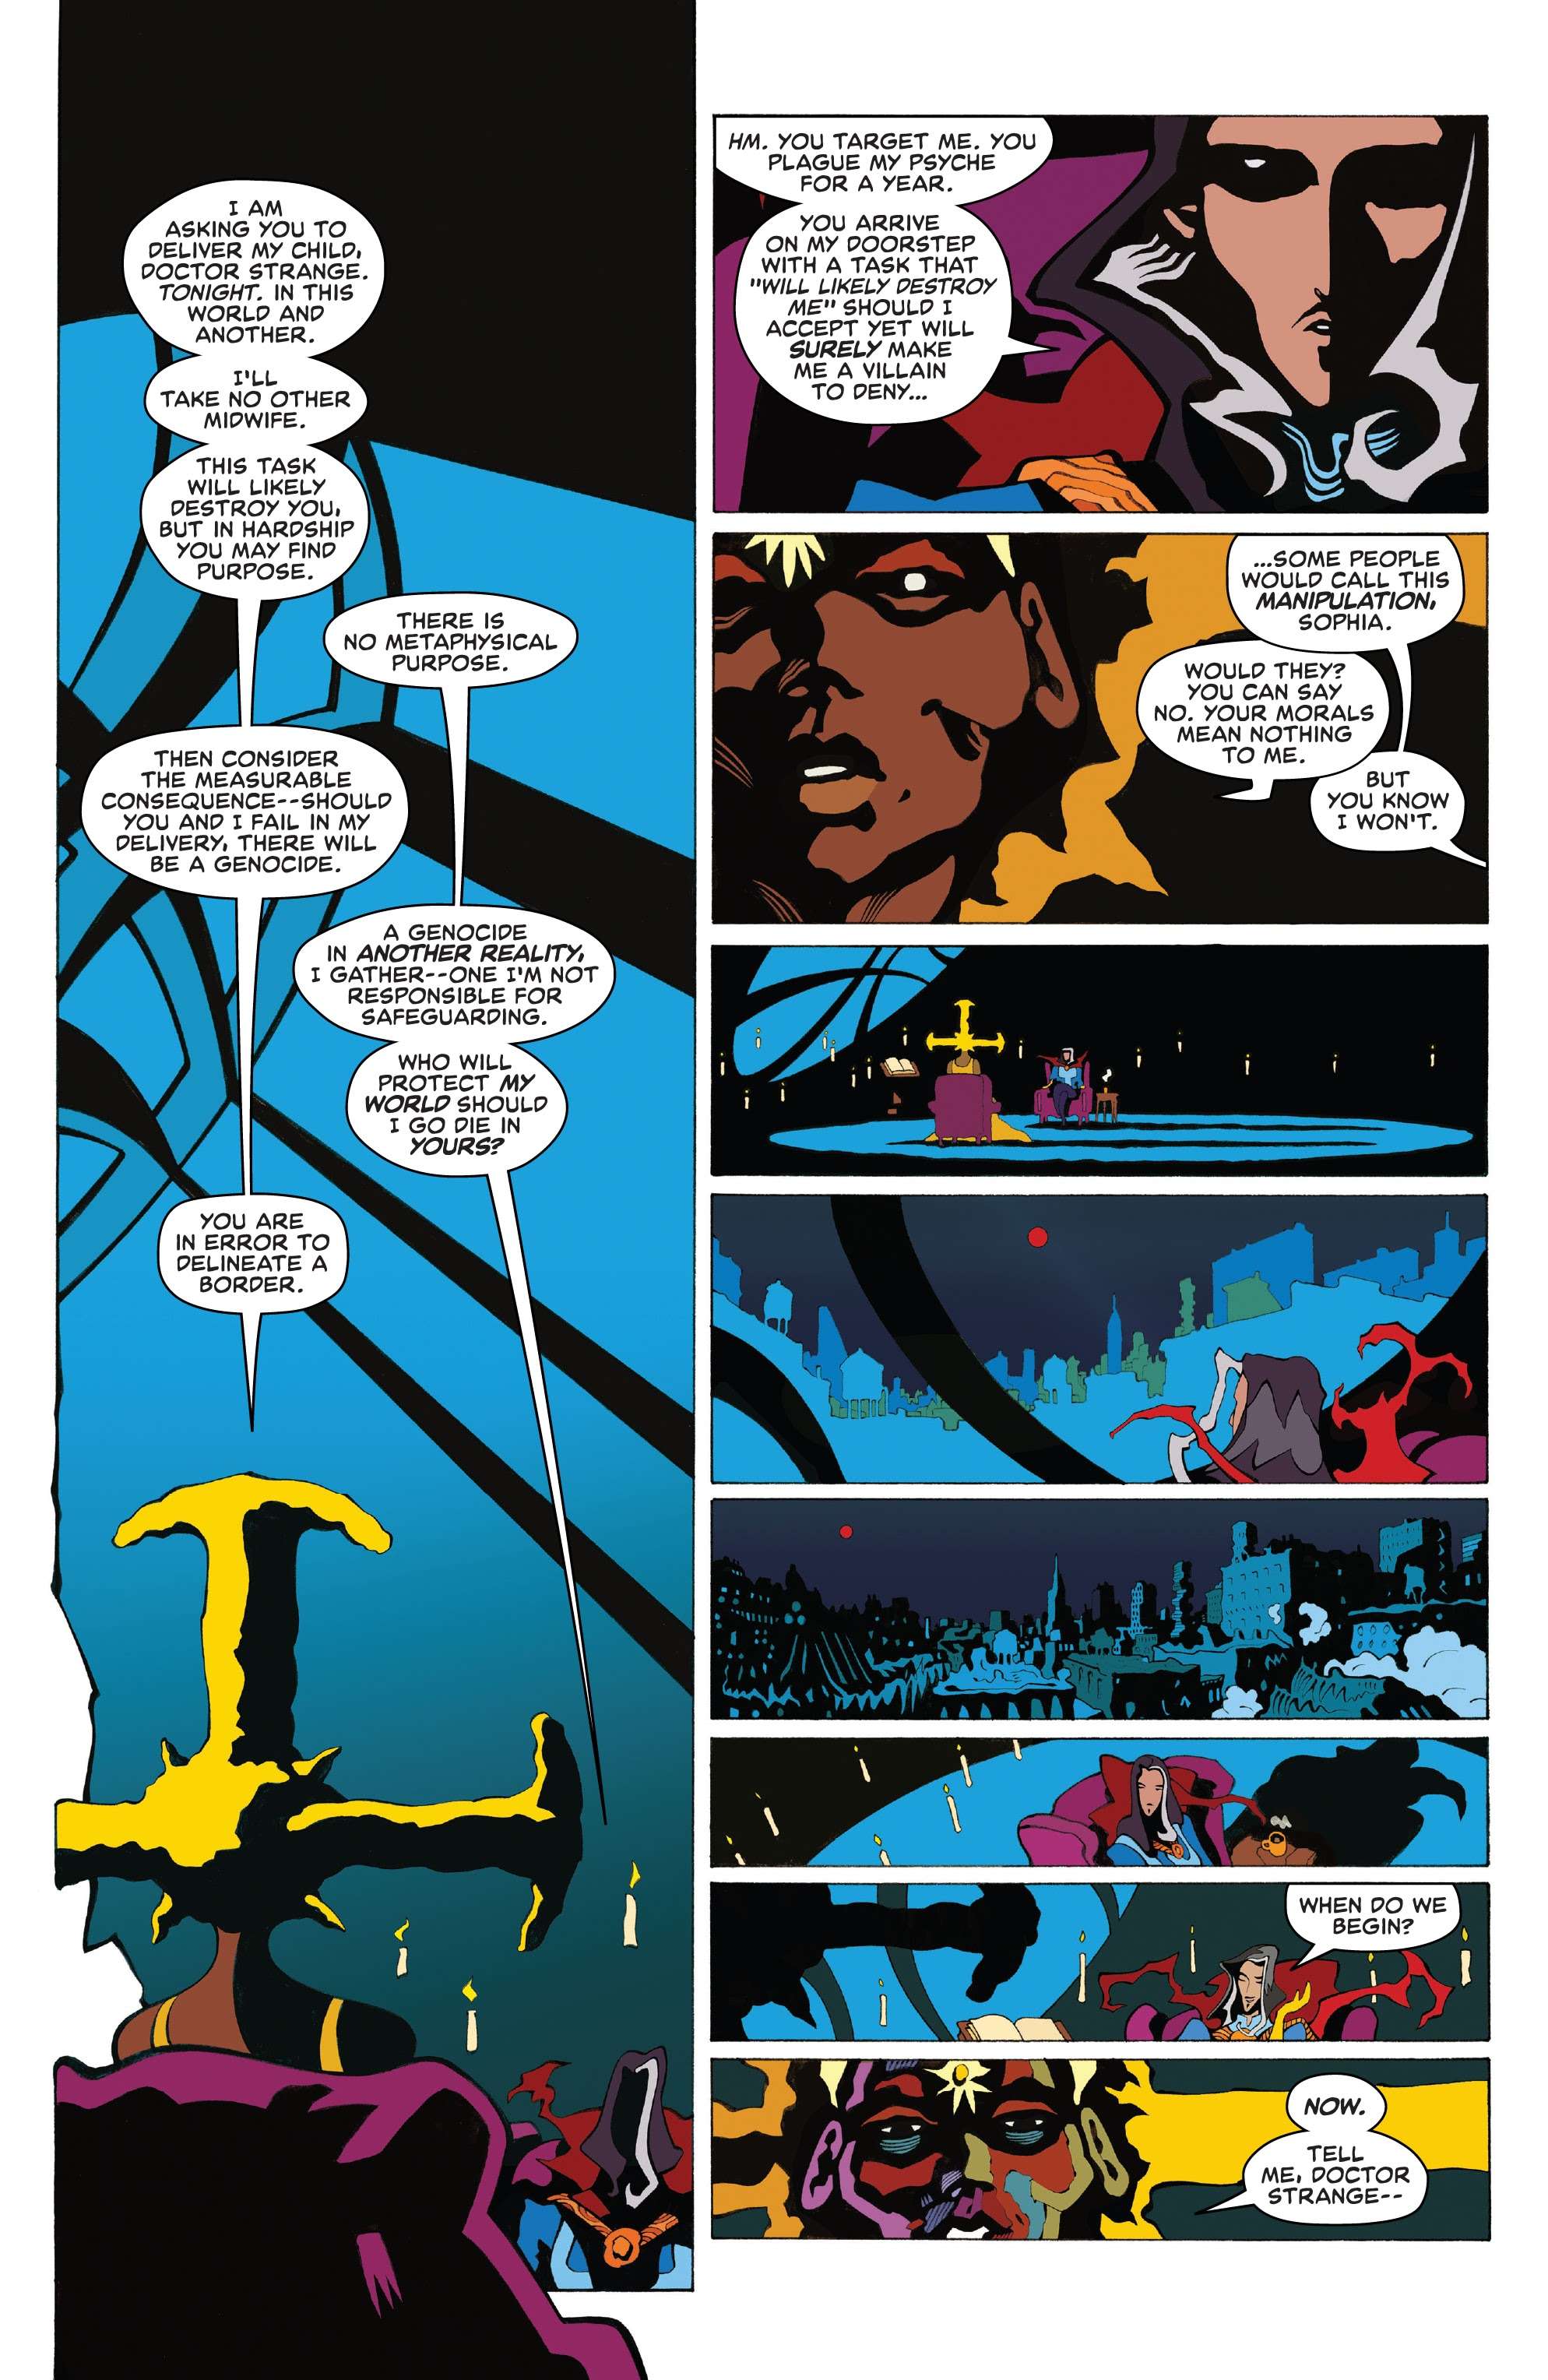 I AM
ASKING YOU TO
DELIVER MY CHILD,
DOCTOR STRANGE.
TONIGHT. IN THIS
WORLD AND
ANOTHER.
I'LL
TAKE NO OTHER
MIDWIFE.
THIS TASK
WILL LIKELY
DESTROY YOU,
BUT IN HARDSHIP
YOU MAY FIND
PURPOSE.
THERE IS
NO METAPHYSICAL
PURPOSE.
THEN CONSIDER
THE MEASURABLE
CONSEQUENCE--SHOULD
YOU AND I FAIL IN MY
DELIVERY, THERE WILL
BE A GENOCIDE.
A GENOCIDE
IN ANOTHER REALITY,
I GATHER--ONE I'M NOT
RESPONSIBLE FOR
SAFEGUARDING.
WHO WILL
PROTECT MY
WORLD SHOULD
I GO DIE IN
YOURS?
YOU ARE
IN ERROR TO
DELINEATE A
BORDER.
HM. YOU TARGET ME. YOU
PLAGUE MY PSYCHE
FOR A YEAR.
YOU ARRIVE
ON MY DOORSTEP
WITH A TASK THAT
"WILL LIKELY DESTROY
ME" SHOULD I
ACCEPT YET WILL
SURELY MAKE
ME A VILLAIN
TO DENY...
...SOME PEOPLE
WOULD CALL THIS
MANIPULATION,
SOPHIA.
WOULD THEY?
YOU CAN SAY
NO. YOUR MORALS
MEAN NOTHING
TO ME.
BUT
YOU KNOW
I WON'T.
WHEN DO WE
BEGIN?
NOW.
TELL
ME, DOCTOR
STRANGE--